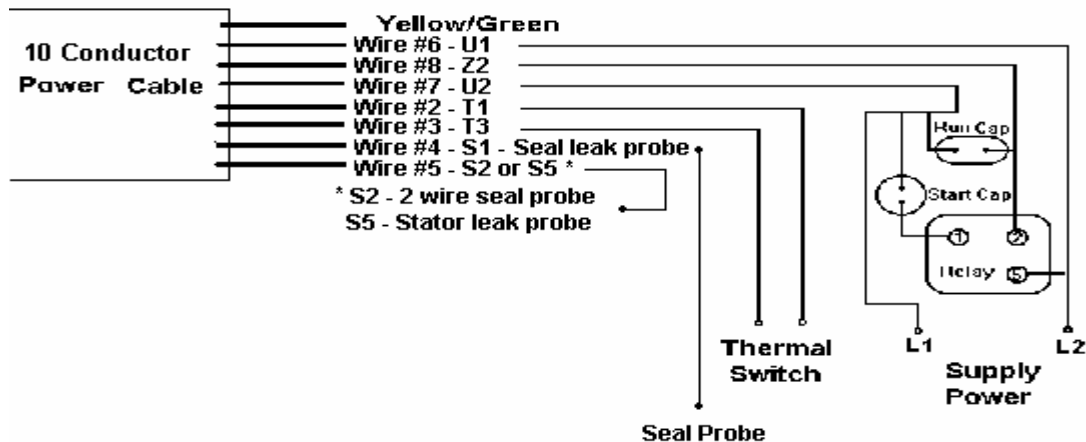 10 Conductor
Power Cable
Yellow/Green
Wire #6 - U1
Wire #8 - Z2
Wire #7 - U2
Wire #2 - T1
Wire #3 - T3
Wire #4 - S1 - Seal leak probe
Wire #5 - S2 or S5 *
* S2 - 2 wire seal probe
S5 - Stator leak probe
Run Cap
Start Cap
1
2
Relay
5
Thermal
Switch
L1
L2
Supply
Power
Seal Probe